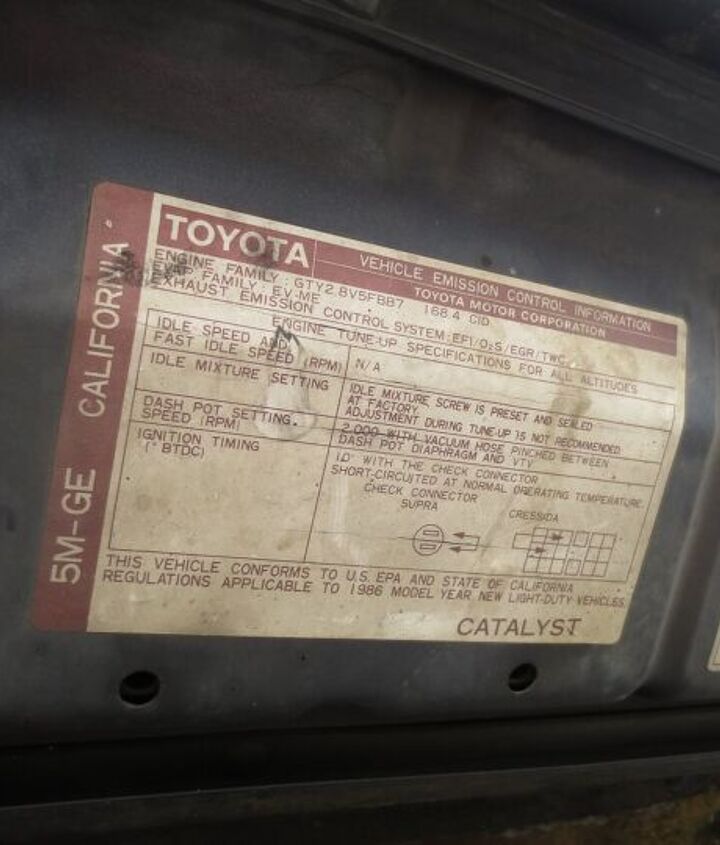 CALIFORNIA
5M-GE
TOYOTA
VEHICLE EMISSION CONTROL INFORMATION
TOYOTA MOTOR CORPORATION
ENGINE FAMILY : GTY2.8V5FBB7 168.4 CID
EVAP FAMILY : EV-ME
EXHAUST EMISSION CONTROL SYSTEM:EFI/O2S/EGR/TWC
ENGINE TUNE-UP SPECIFICATIONS FOR ALL ALTITUDES
IDLE SPEED AND
FAST IDLE SPEED (RPM)
N/A
IDLE MIXTURE SETTING
IDLE MIXTURE SCREW IS PRESET AND SEALED
AT FACTORY.
ADJUSTMENT DURING TUNE-UP IS NOT RECOMMENDED
DASH POT SETTING.
SPEED (RPM)
2,000 WITH VACUUM HOSE PINCHED BETWEEN
DASH POT DIAPHRAGM AND VTV
IGNITION TIMING
(° BTDC)
10° WITH THE CHECK CONNECTOR
SHORT-CIRCUITED AT NORMAL OPERATING TEMPERATURE.
CHECK CONNECTOR
SUPRA
CRESSIDA
THIS VEHICLE CONFORMS TO U.S. EPA AND STATE OF CALIFORNIA
REGULATIONS APPLICABLE TO 1986 MODEL YEAR NEW LIGHT-DUTY VEHICLES
CATALYST